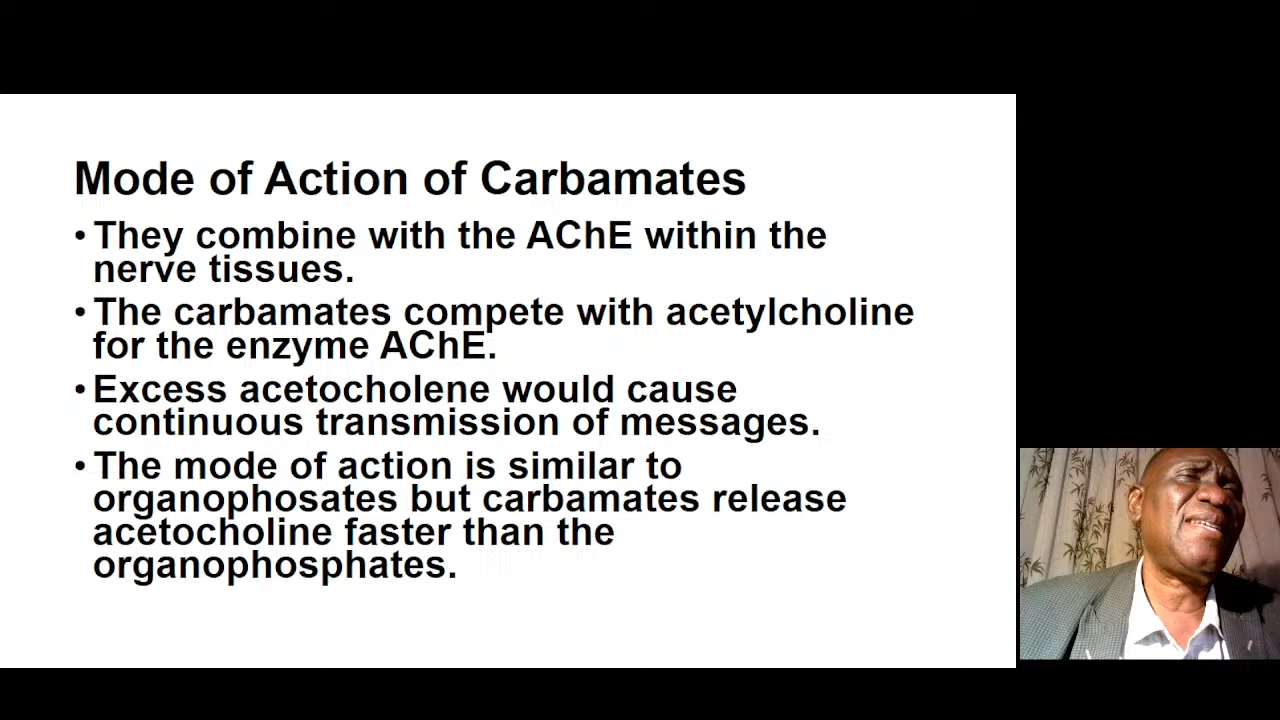 Mode of Action of Carbamates
• They combine with the AChE within the
nerve tissues.
• The carbamates compete with acetylcholine
for the enzyme AChE.
• Excess acetocholene would cause
continuous transmission of messages.
• The mode of action is similar to
organophosates but carbamates release
acetocholine faster than the
organophosphates.